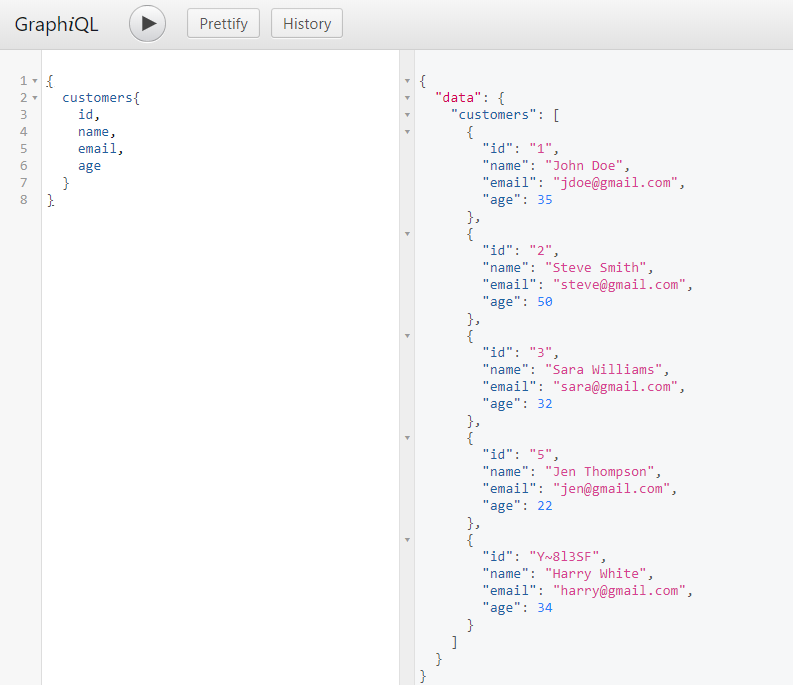 GraphiQL Prettify History
1 {
2 customers{
3 id,
4 name,
5 email,
6 age
7 }
8 }
{
"data": {
"customers": [
{
"id": "1",
"name": "John Doe",
"email": "jdoe@gmail.com",
"age": 35
},
{
"id": "2",
"name": "Steve Smith",
"email": "steve@gmail.com",
"age": 50
},
{
"id": "3",
"name": "Sara Williams",
"email": "sara@gmail.com",
"age": 32
},
{
"id": "5",
"name": "Jen Thompson",
"email": "jen@gmail.com",
"age": 22
},
{
"id": "Y~8l3SF",
"name": "Harry White",
"email": "harry@gmail.com",
"age": 34
}
]
}
}